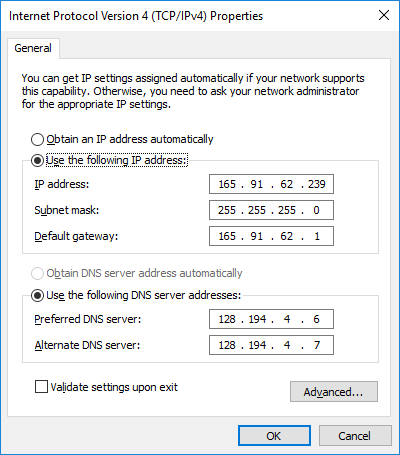 Internet Protocol Version 4 (TCP/IPv4) Properties
General
You can get IP settings assigned automatically if your network supports
this capability. Otherwise, you need to ask your network administrator
for the appropriate IP settings.
Obtain an IP address automatically
Use the following IP address:
IP address: 165 . 91 . 62 . 239
Subnet mask: 255 . 255 . 255 . 0
Default gateway: 165 . 91 . 62 . 1
Obtain DNS server address automatically
Use the following DNS server addresses:
Preferred DNS server: 128 . 194 . 4 . 6
Alternate DNS server: 128 . 194 . 4 . 7
Validate settings upon exit
Advanced...
OK Cancel